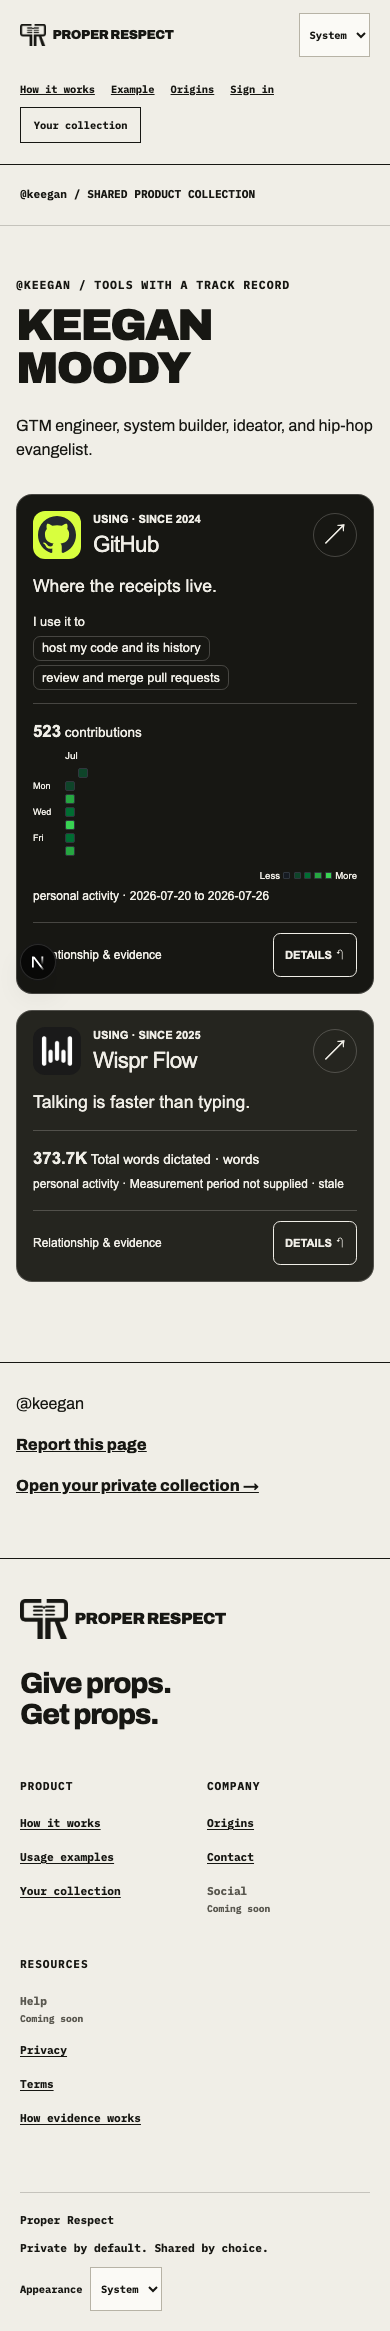 PROPER RESPECT
System
How it works Example Origins Sign in
Your collection
@keegan / SHARED PRODUCT COLLECTION
@KEEGAN / TOOLS WITH A TRACK RECORD
KEEGAN
MOODY
GTM engineer, system builder, ideator, and hip-hop
evangelist.
USING · SINCE 2024
GitHub
Where the receipts live.
I use it to
host my code and its history
review and merge pull requests
523 contributions
Jul
Mon
Wed
Fri
Less More
personal activity · 2026-07-20 to 2026-07-26
N
& evidence
DETAILS
USING · SINCE 2025
Wispr Flow
Talking is faster than typing.
373.7K Total words dictated · words
personal activity · Measurement period not supplied · stale
Relationship & evidence
DETAILS
@keegan
Report this page
Open your private collection →
PROPER RESPECT
Give props.
Get props.
PRODUCT
How it works
Usage examples
Your collection
COMPANY
Origins
Contact
Social
Coming soon
RESOURCES
Help
Coming soon
Privacy
Terms
How evidence works
Proper Respect
Private by default. Shared by choice.
Appearance System